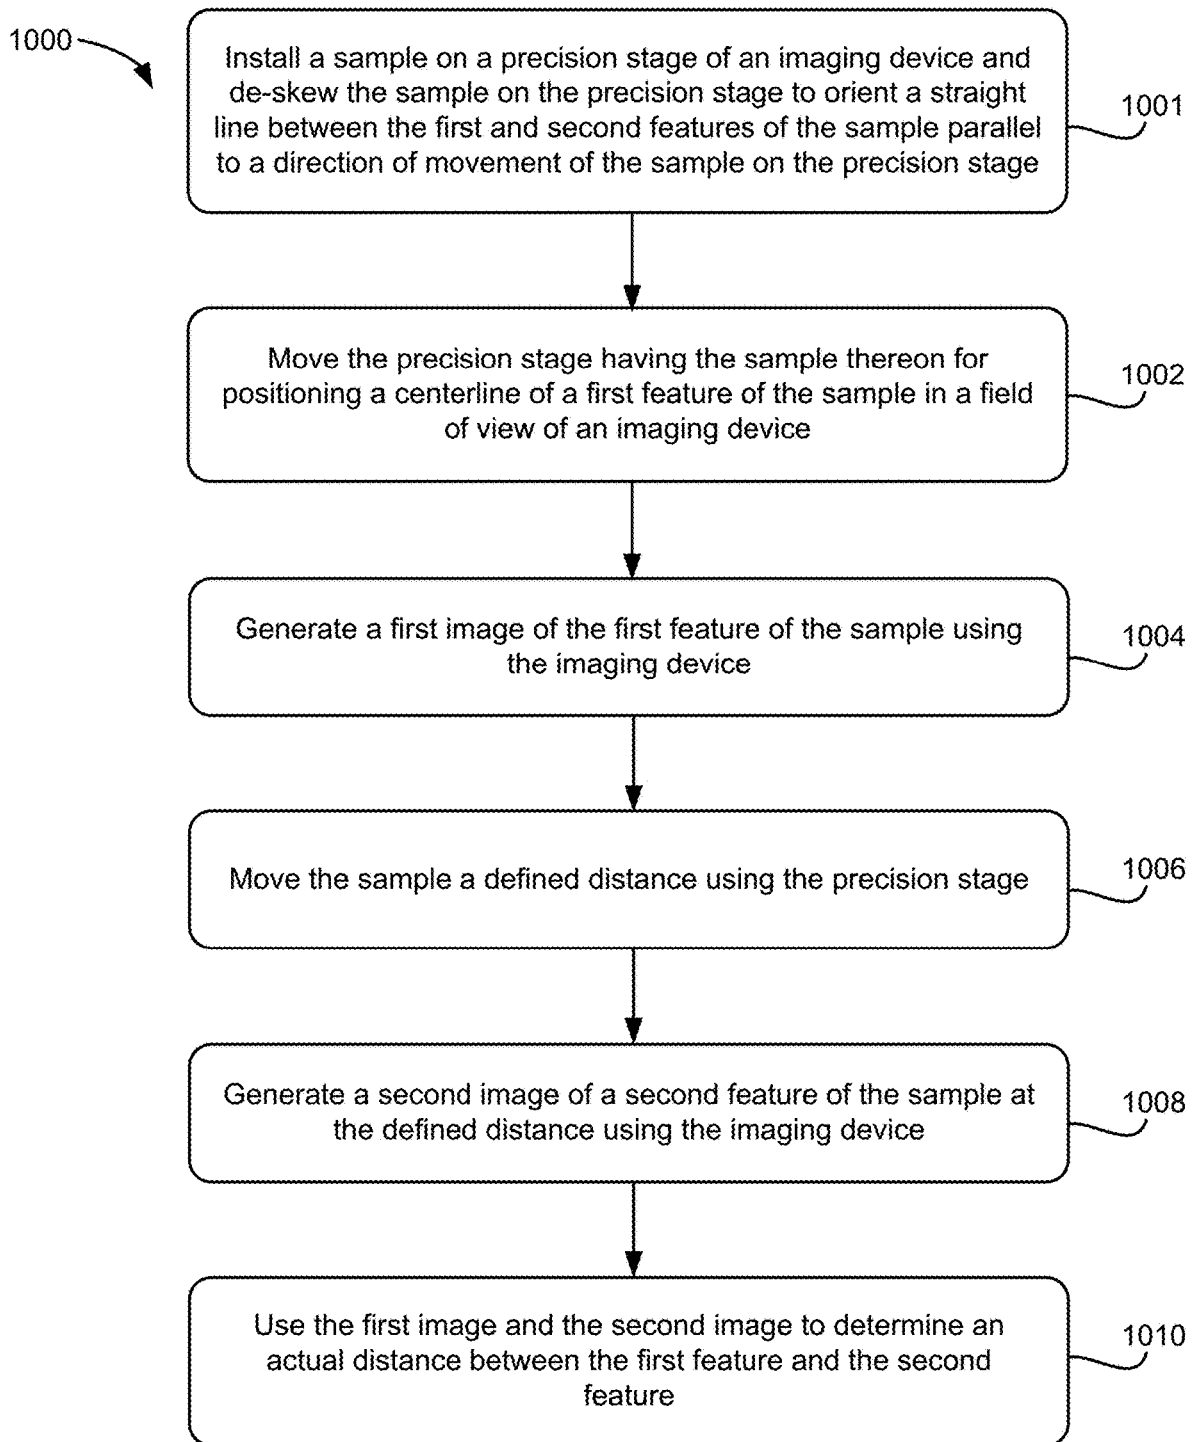 1000
Install a sample on a precision stage of an imaging device and
de-skew the sample on the precision stage to orient a straight
line between the first and second features of the sample parallel
to a direction of movement of the sample on the precision stage
1001
Move the precision stage having the sample thereon for
positioning a centerline of a first feature of the sample in a field
of view of an imaging device
1002
Generate a first image of the first feature of the sample using
the imaging device
1004
Move the sample a defined distance using the precision stage
1006
Generate a second image of a second feature of the sample at
the defined distance using the imaging device
1008
Use the first image and the second image to determine an
actual distance between the first feature and the second
feature
1010